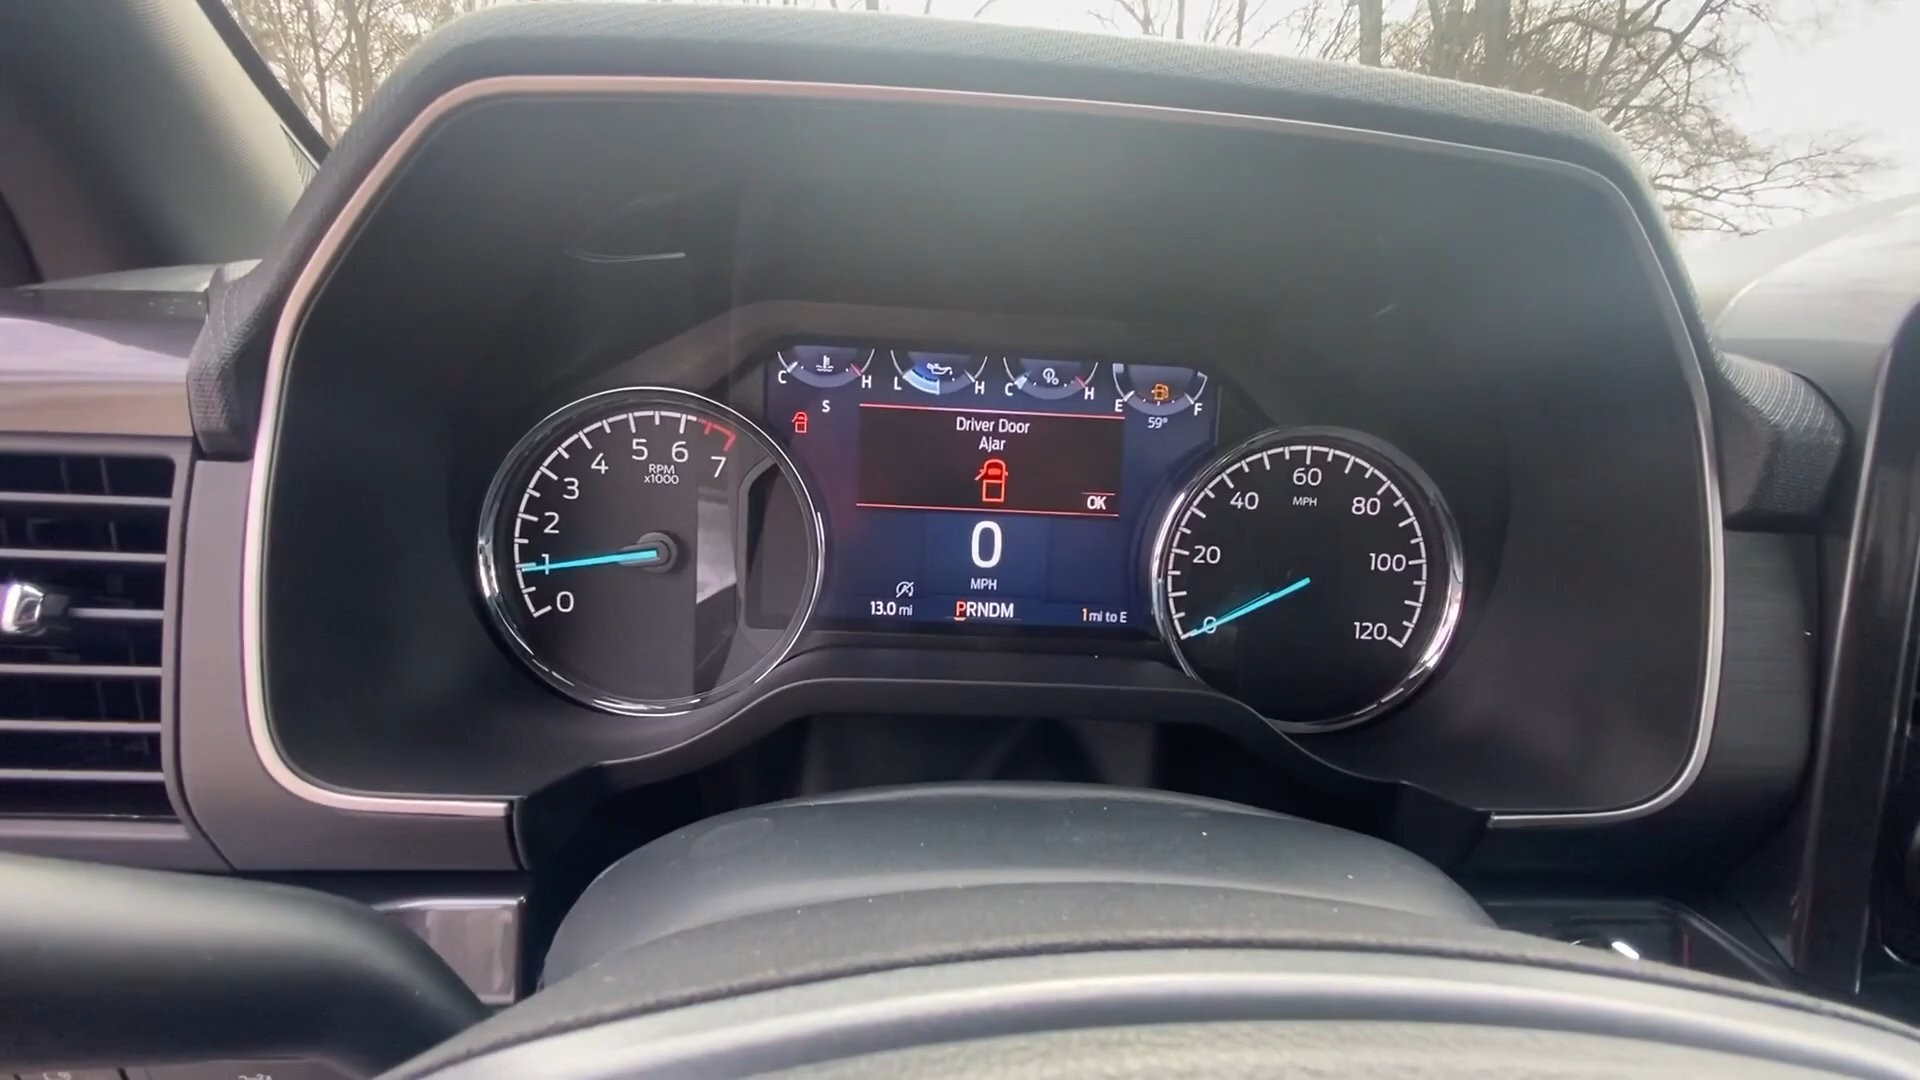 C H L H C H E F
S
59°
Driver Door
Ajar
OK
0
MPH
13.0 mi
PRNDM
1 mi to E
0 1 2 3 4 5 6 7
RPM
x1000
0 20 40 60 80 100 120
MPH